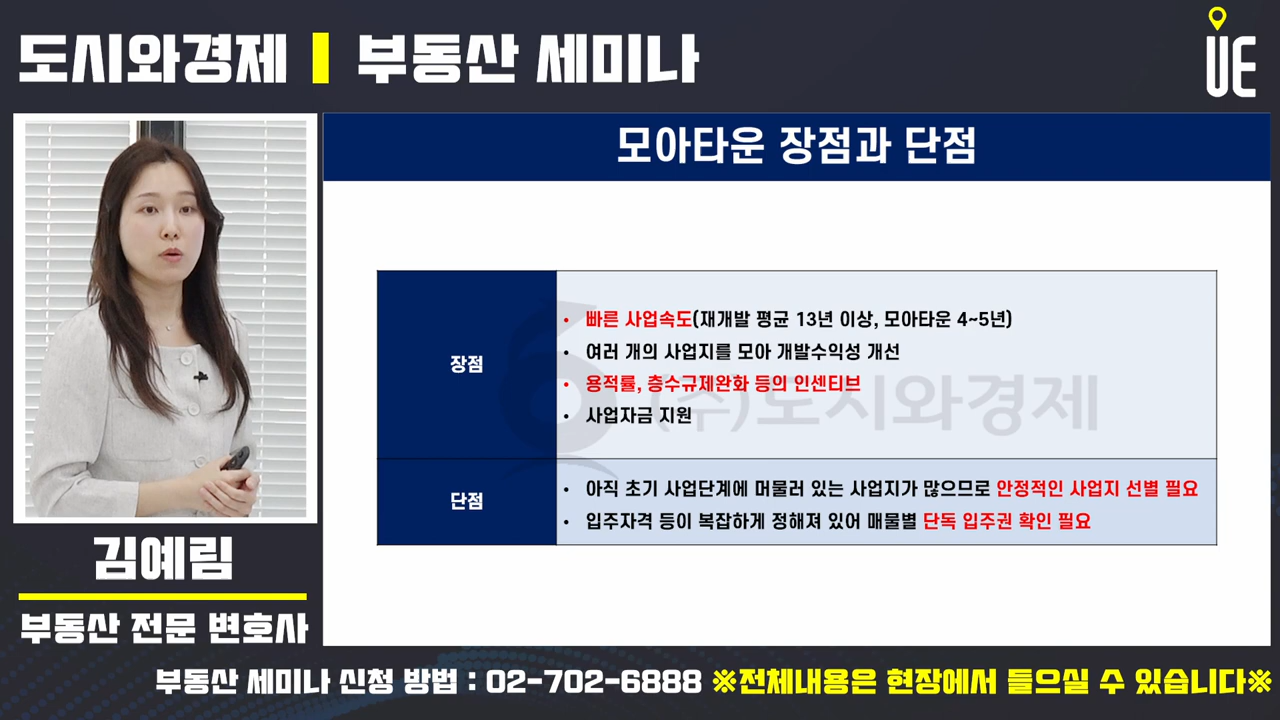 도시와경제 부동산 세미나
UE
모아타운 장점과 단점
장점
• 빠른 사업속도(재개발 평균 13년 이상, 모아타운 4~5년)
• 여러 개의 사업지를 모아 개발수익성 개선
• 용적률, 층수규제완화 등의 인센티브
• 사업자금 지원
(주)도시와경제
단점
• 아직 초기 사업단계에 머물러 있는 사업지가 많으므로 안정적인 사업지 선별 필요
• 입주자격 등이 복잡하게 정해져 있어 매물별 단독 입주권 확인 필요
김예림
부동산 전문 변호사
부동산 세미나 신청 방법 : 02-702-6888 ※전체내용은 현장에서 들으실 수 있습니다※